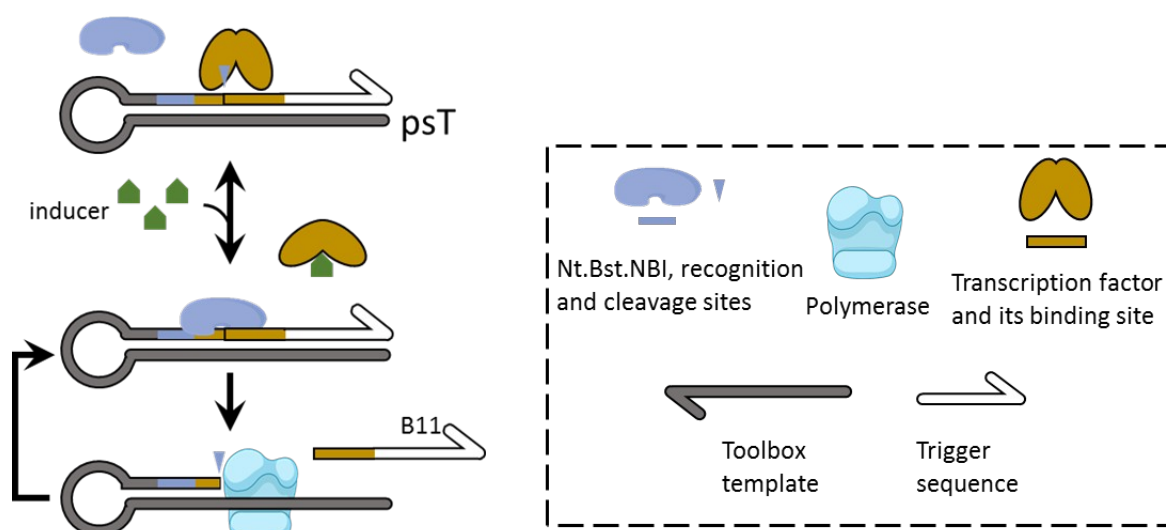 psT
inducer
B11
Nt.Bst.NBI, recognition
and cleavage sites
Polymerase
Transcription factor
and its binding site
Toolbox
template
Trigger
sequence